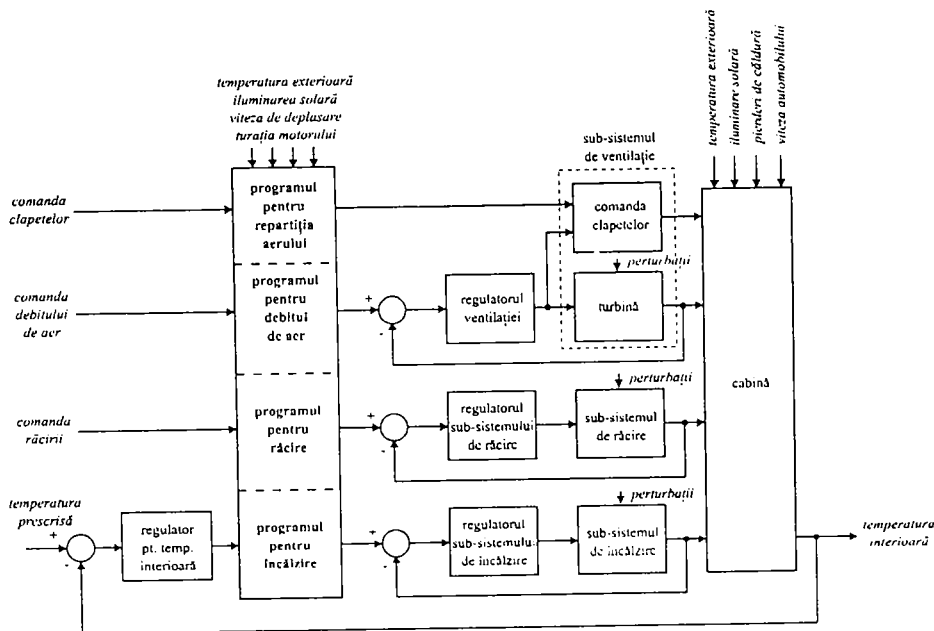 temperatura exterioară
iluminarea solară
viteza de deplasare
turația motorului
temperatura exterioară
iluminare solară
pierderi de căldură
viteza automobilului
sub-sistemul
de ventilație
comanda
clapetelor
programul
pentru
repartiția
aerului
comanda
clapetelor
perturbații
comanda
debitului
de aer
programul
pentru
debitul
de aer
+
-
regulatorul
ventilației
turbină
cabină
perturbații
comanda
răcirii
programul
pentru
răcire
+
-
regulatorul
sub-sistemului
de răcire
sub-sistemul
de răcire
perturbații
temperatura
prescrisă
+
-
regulator
pt. temp.
interioară
programul
pentru
încălzire
+
-
regulatorul
sub-sistemului
de încălzire
sub-sistemul
de încălzire
temperatura
interioară